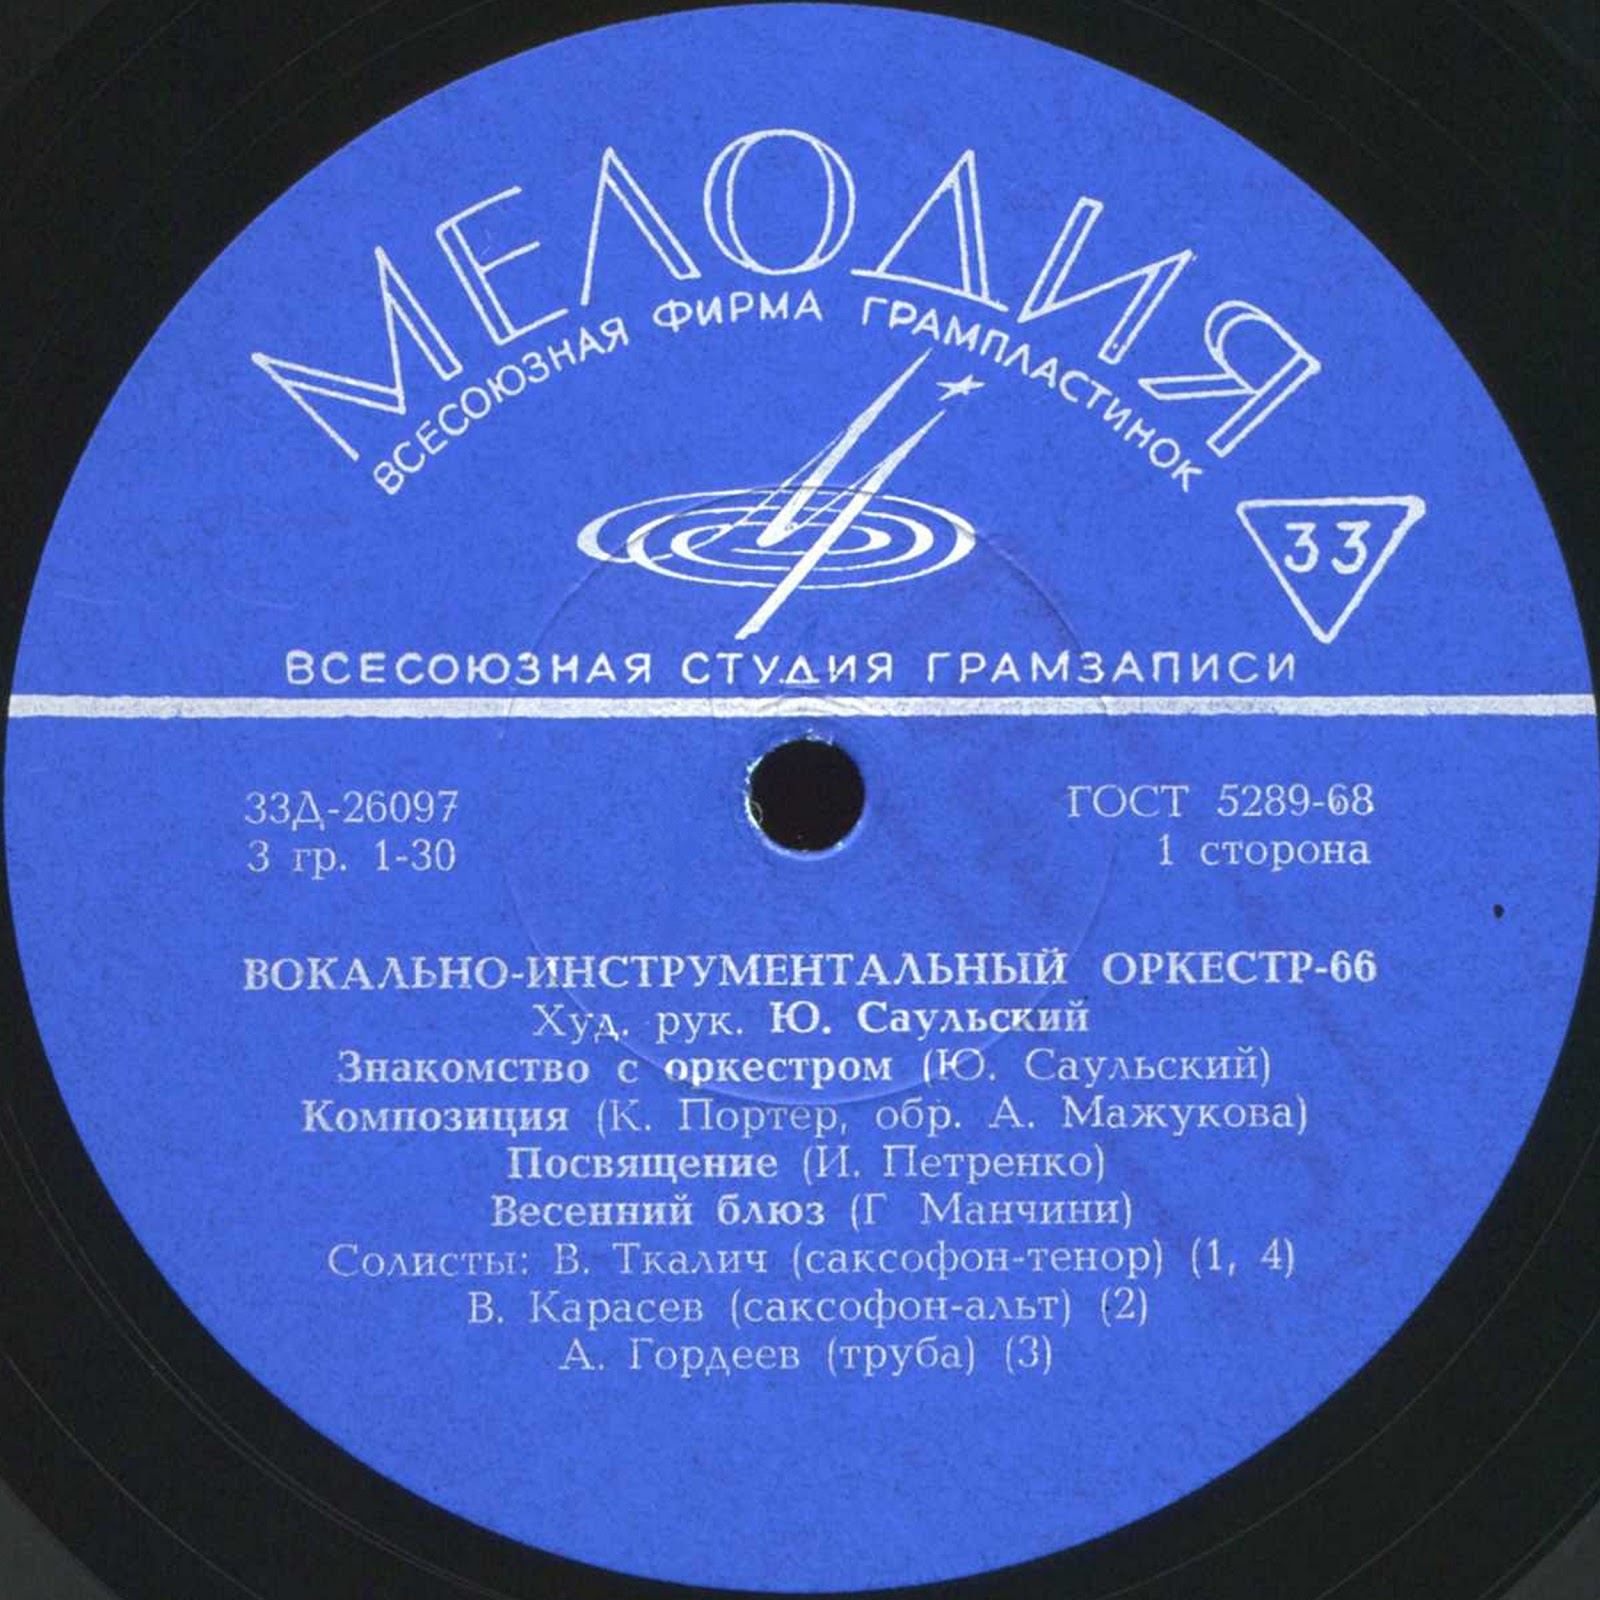 МЕЛОДИЯ
ВСЕСОЮЗНАЯ ФИРМА ГРАМПЛАСТИНОК
33
ВСЕСОЮЗНАЯ СТУДИЯ ГРАМЗАПИСИ
33Д-26097
ГОСТ 5289-68
3 гр. 1-30
1 сторона
ВОКАЛЬНО-ИНСТРУМЕНТАЛЬНЫЙ ОРКЕСТР-66
Худ. рук. Ю. Саульский
Знакомство с оркестром (Ю. Саульский)
Композиция (К. Портер, обр. А. Мажукова)
Посвящение (И. Петренко)
Весенний блюз (Г Манчини)
Солисты: В. Ткалич (саксофон-тенор) (1, 4)
В. Карасев (саксофон-альт) (2)
А. Гордеев (труба) (3)